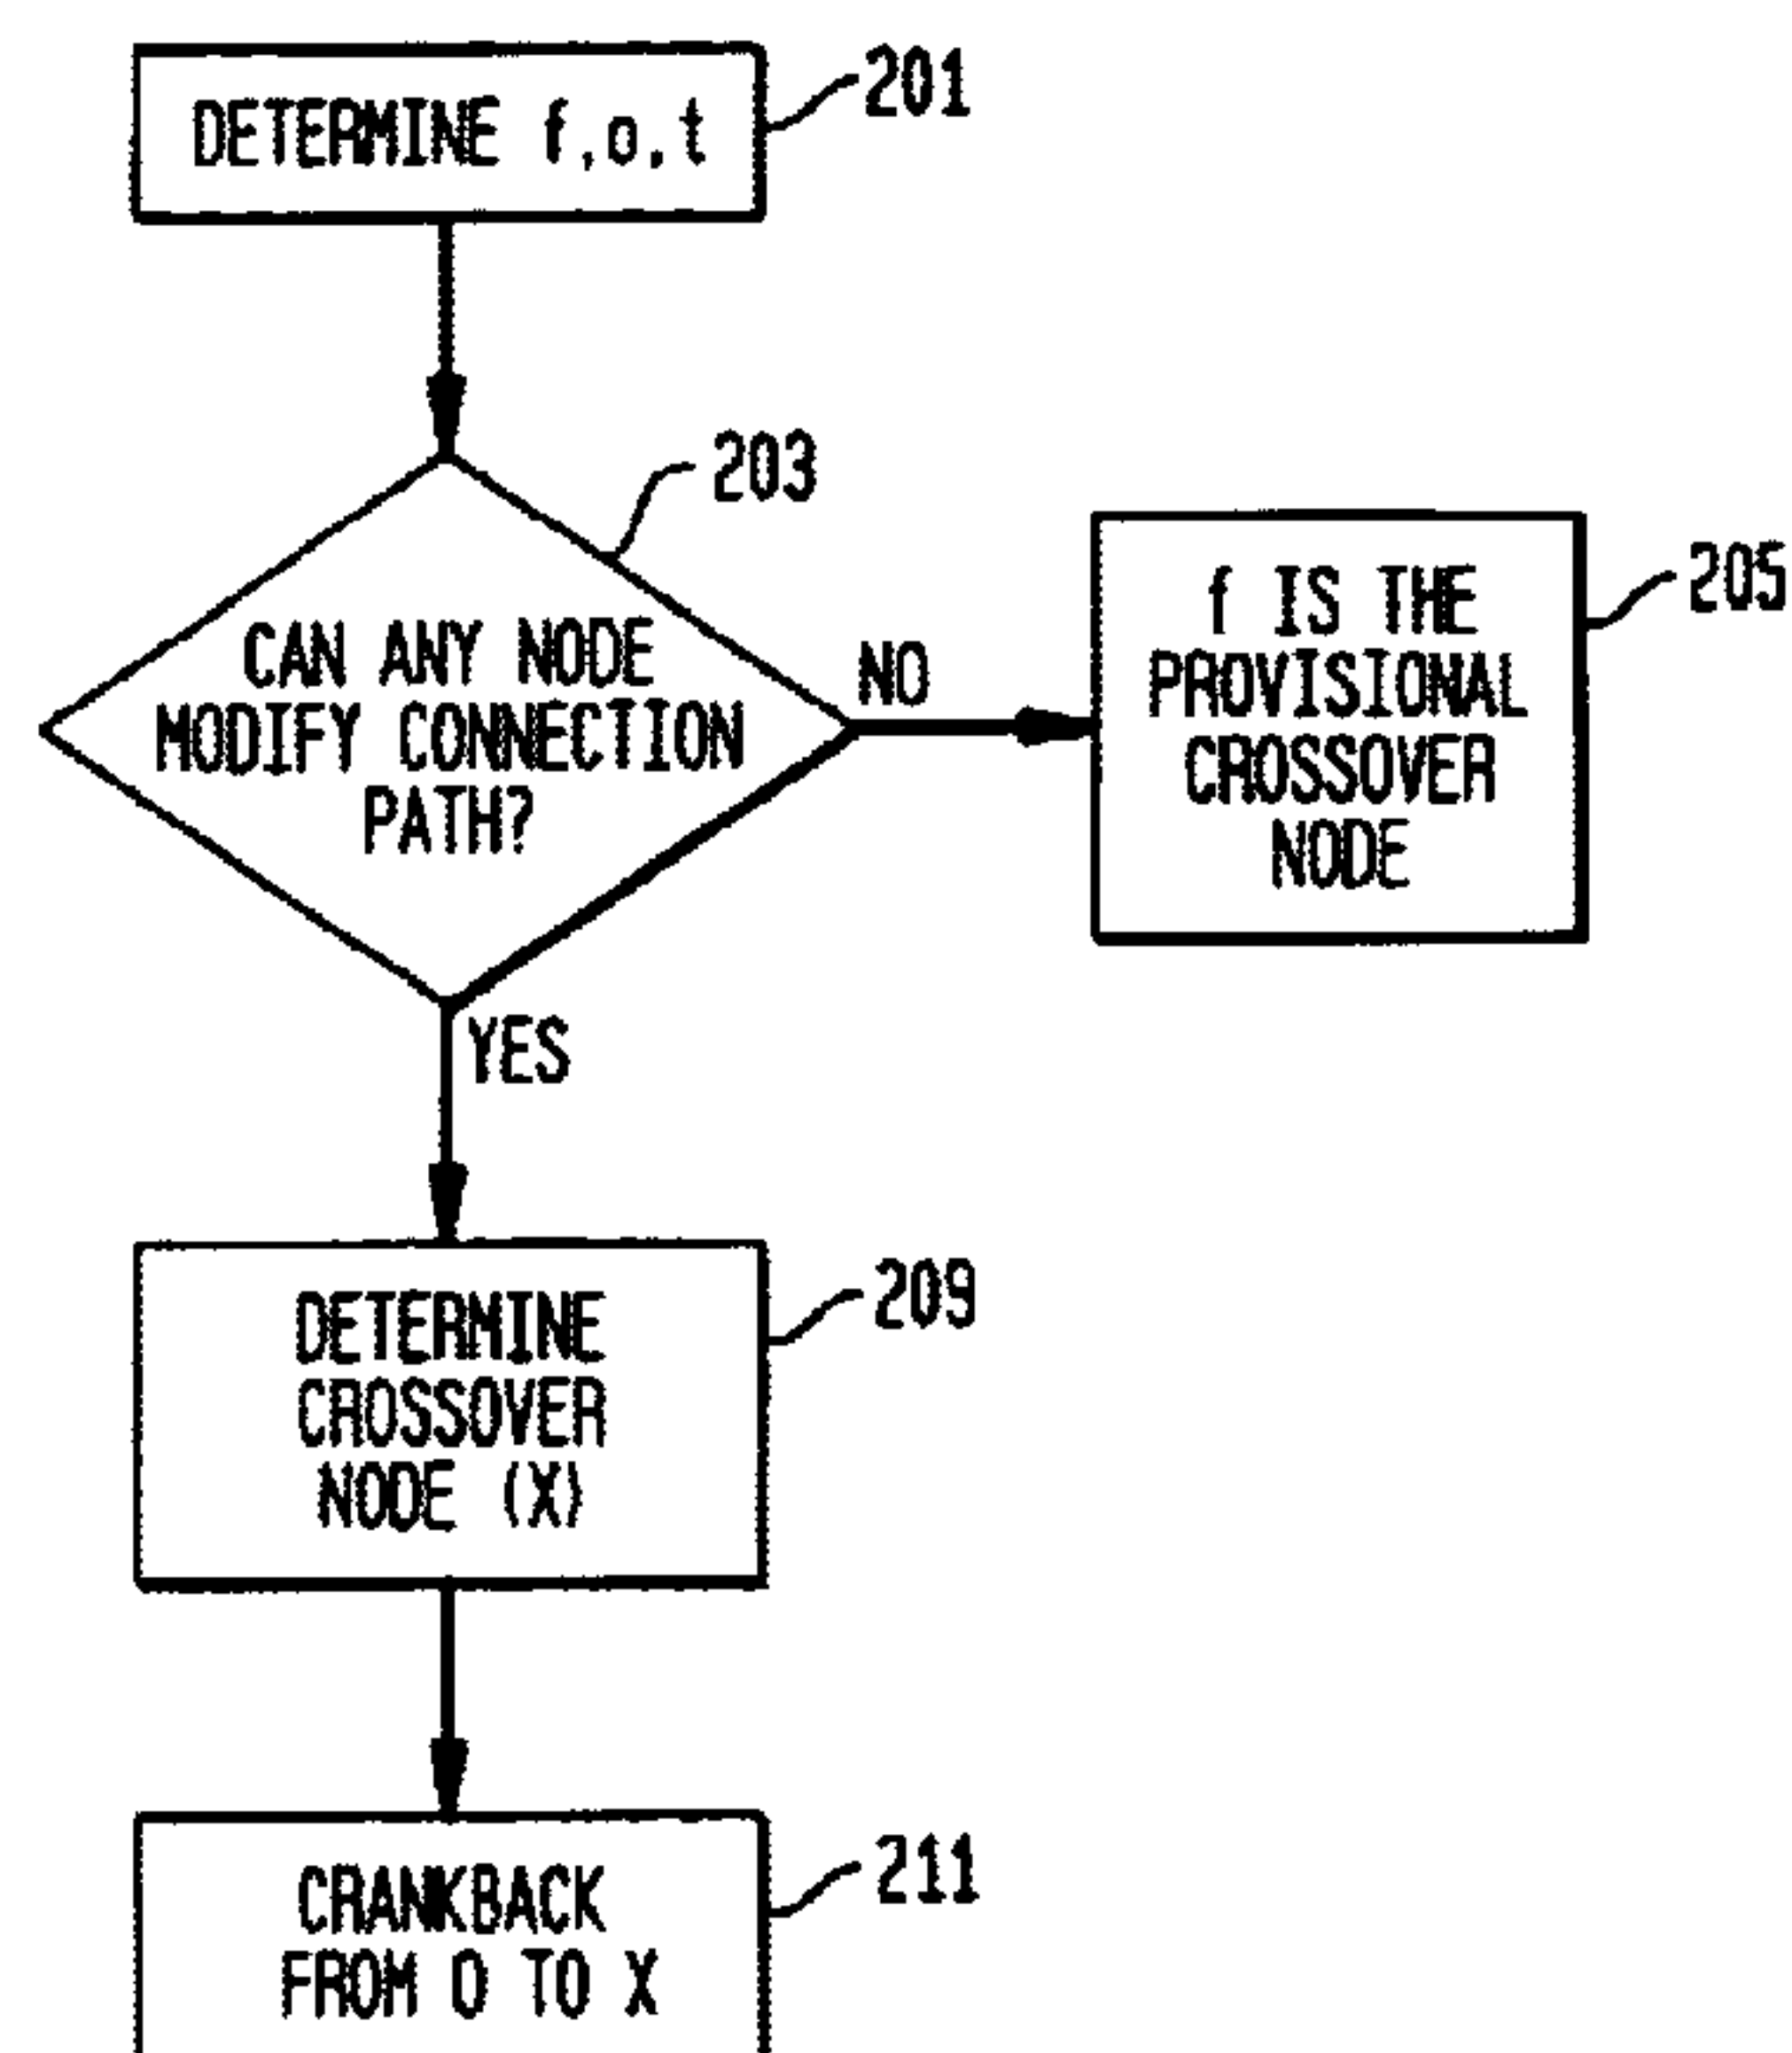 DETERMINE f,o,t
201
203
CAN ANY NODE
MODIFY CONNECTION
PATH?
NO
f IS THE
PROVISIONAL
CROSSOVER
NODE
205
YES
DETERMINE
CROSSOVER
NODE (X)
209
CRANKBACK
FROM O TO X
211